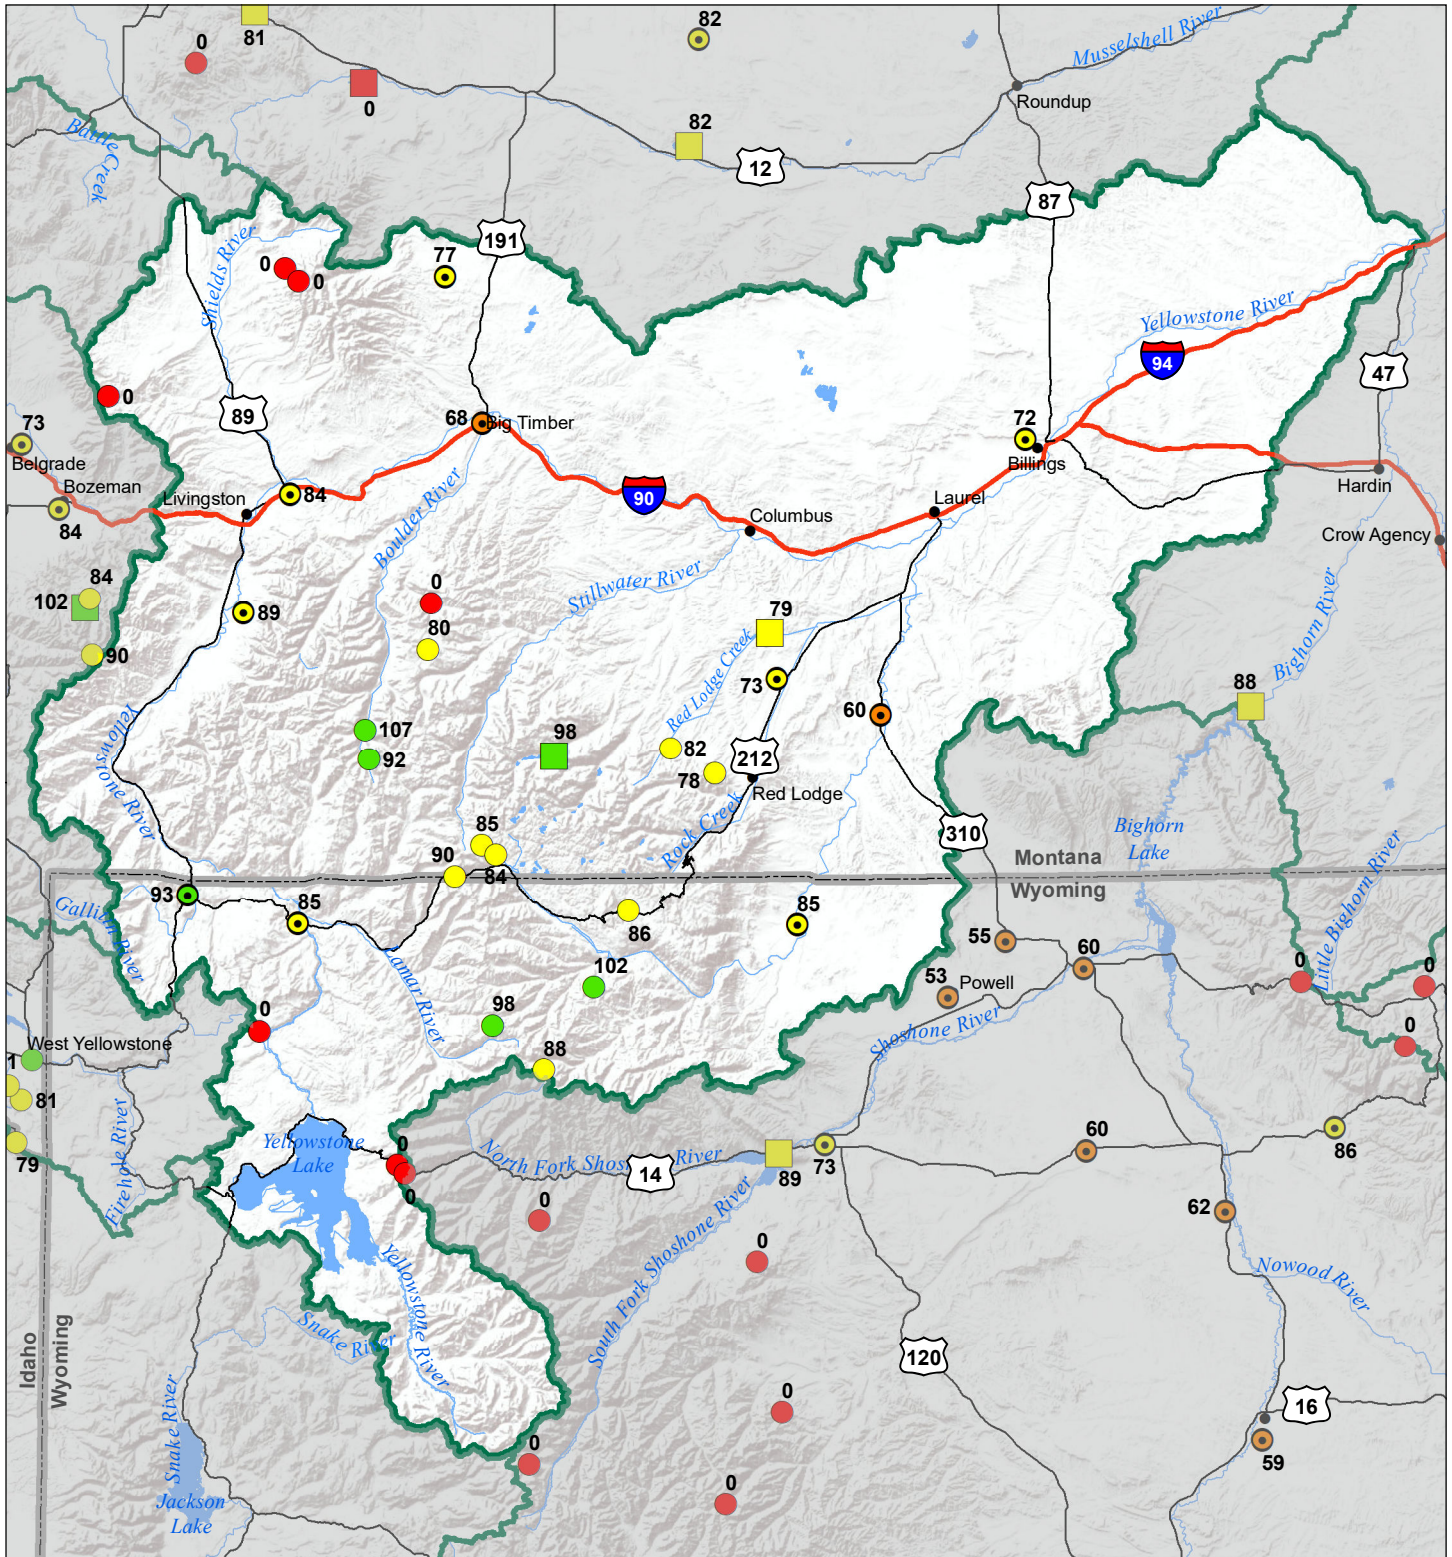 82
81
0
0
Musselshell River
Roundup
82
12
Battle Creek
87
191
Shields River
0
0
77
Yellowstone River
94
47
0
89
73
68
Big Timber
72
Belgrade
Billings
Bozeman
Livingston
84
90
Laurel
Hardin
84
Columbus
Crow Agency
Boulder River
Stillwater River
84
0
102
89
79
80
Red Lodge Creek
Bighorn River
90
73
88
60
107
98
82
92
212
78
Red Lodge
Yellowstone River
310
Bighorn
Lake
85
Rock Creek
90
84
Montana
Wyoming
93
85
85
86
Gallatin River
Little Bighorn River
55
60
Lamar River
102
0
0
53
Powell
98
0
Shoshone River
West Yellowstone
0
88
1
81
Firehole River
79
Yellowstone
Lake
0
0
North Fork Shoshone River
14
89
73
60
86
0
62
South Fork Shoshone River
0
Yellowstone River
Nowood River
Snake River
Idaho
Wyoming
120
0
16
Snake River
0
59
Jackson
Lake
0